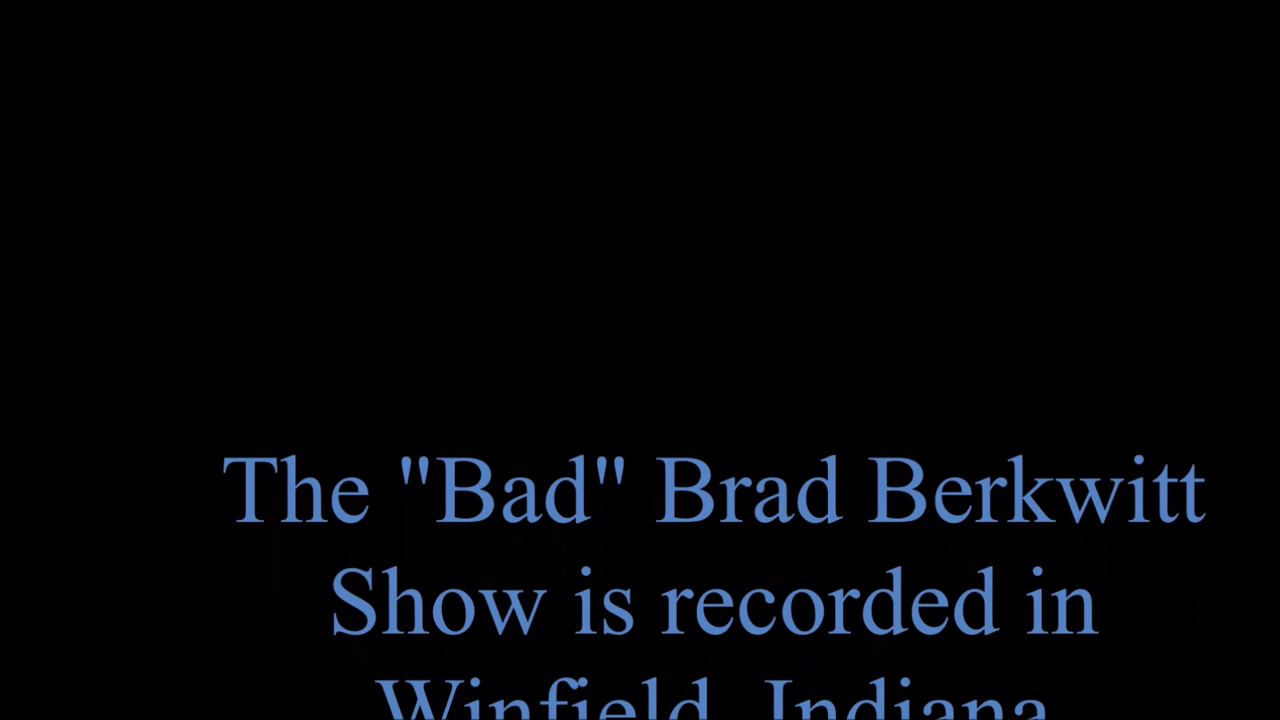 The "Bad" Brad Berkwitt
Show is recorded in
Winfield, Indiana